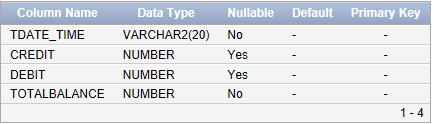 Column Name Data Type Nullable Default Primary Key
TDATE_TIME VARCHAR2(20) No - -
CREDIT NUMBER Yes - -
DEBIT NUMBER Yes - -
TOTALBALANCE NUMBER No - -
1 - 4